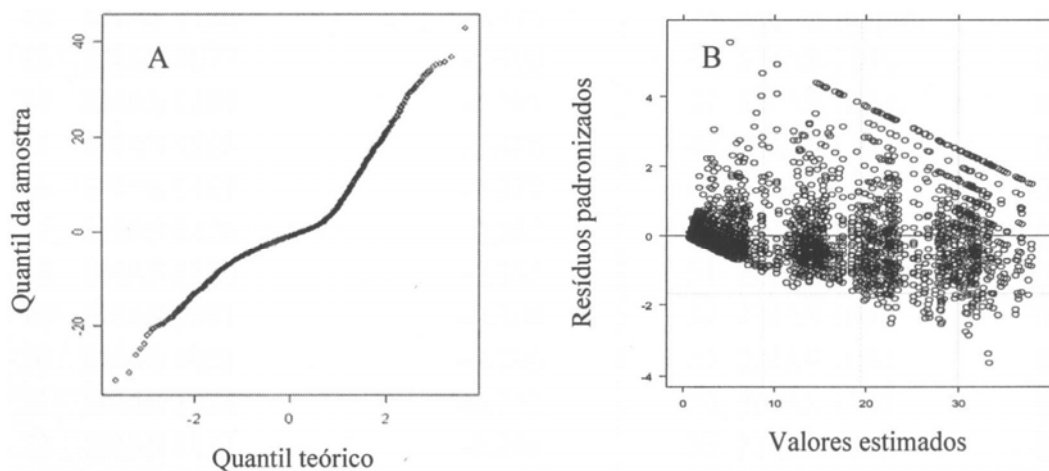 A
Quantil da amostra
40
20
0
-20
-2
0
2
Quantil teórico
B
Resíduos padronizados
4
2
0
-2
-4
0
10
20
30
Valores estimados